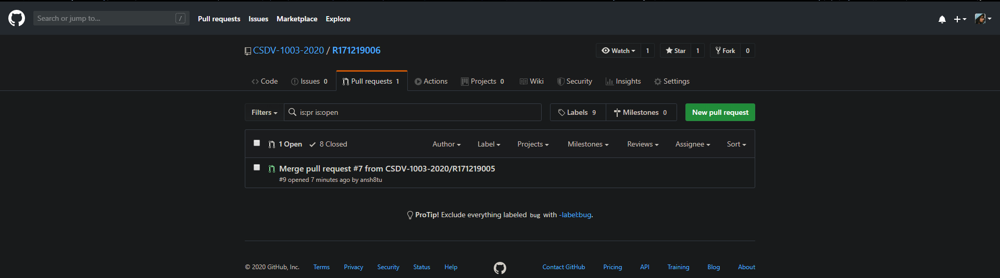 Search or jump to... / Pull requests Issues Marketplace Explore
CSDV-1003-2020 / R171219006 Watch 1 Star 1 Fork 0
Code Issues 0 Pull requests 1 Actions Projects 0 Wiki Security Insights Settings
Filters is:pr is:open Labels 9 Milestones 0 New pull request
1 Open 8 Closed Author Label Projects Milestones Reviews Assignee Sort
Merge pull request #7 from CSDV-1003-2020/R171219005
#9 opened 7 minutes ago by ansh8tu
ProTip! Exclude everything labeled bug with -label:bug.
© 2020 GitHub, Inc. Terms Privacy Security Status Help Contact GitHub Pricing API Training Blog About